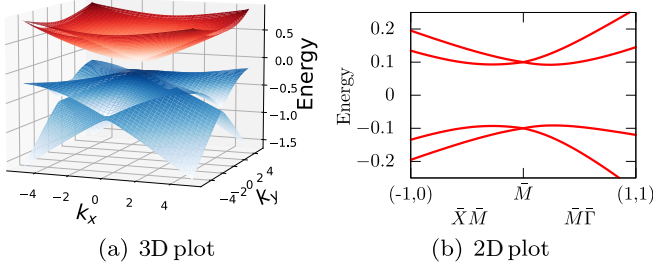 0.5
0.0
−0.5
−1.0
−1.5
Energy
−4
−2
0
2
4
k_x
−4
−2
0
2
4
k_y
(a) 3D plot
0.2
0.1
0
−0.1
−0.2
Energy
(-1,0)
M̄
(1,1)
X̄M̄
M̄Γ̄
(b) 2D plot